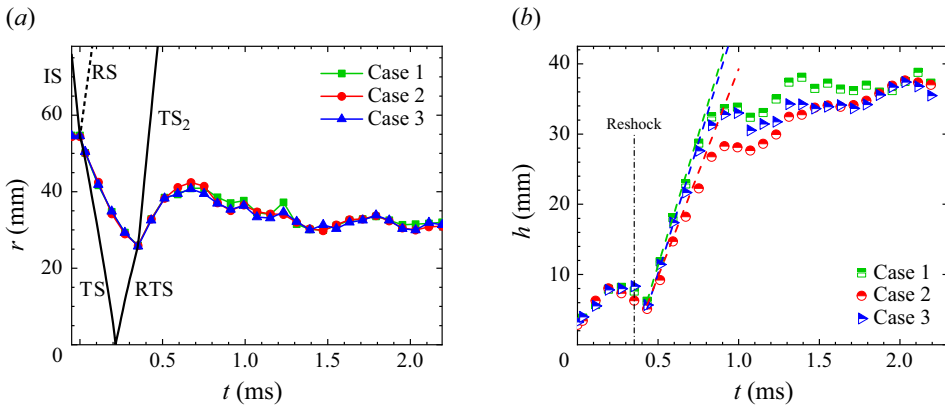 (a)
(b)
IS
RS
TS₂
TS
RTS
Case 1
Case 2
Case 3
60
40
20
0
r (mm)
0
0.5
1.0
1.5
2.0
t (ms)
Reshock
Case 1
Case 2
Case 3
40
30
20
10
h (mm)
0
0.5
1.0
1.5
2.0
t (ms)